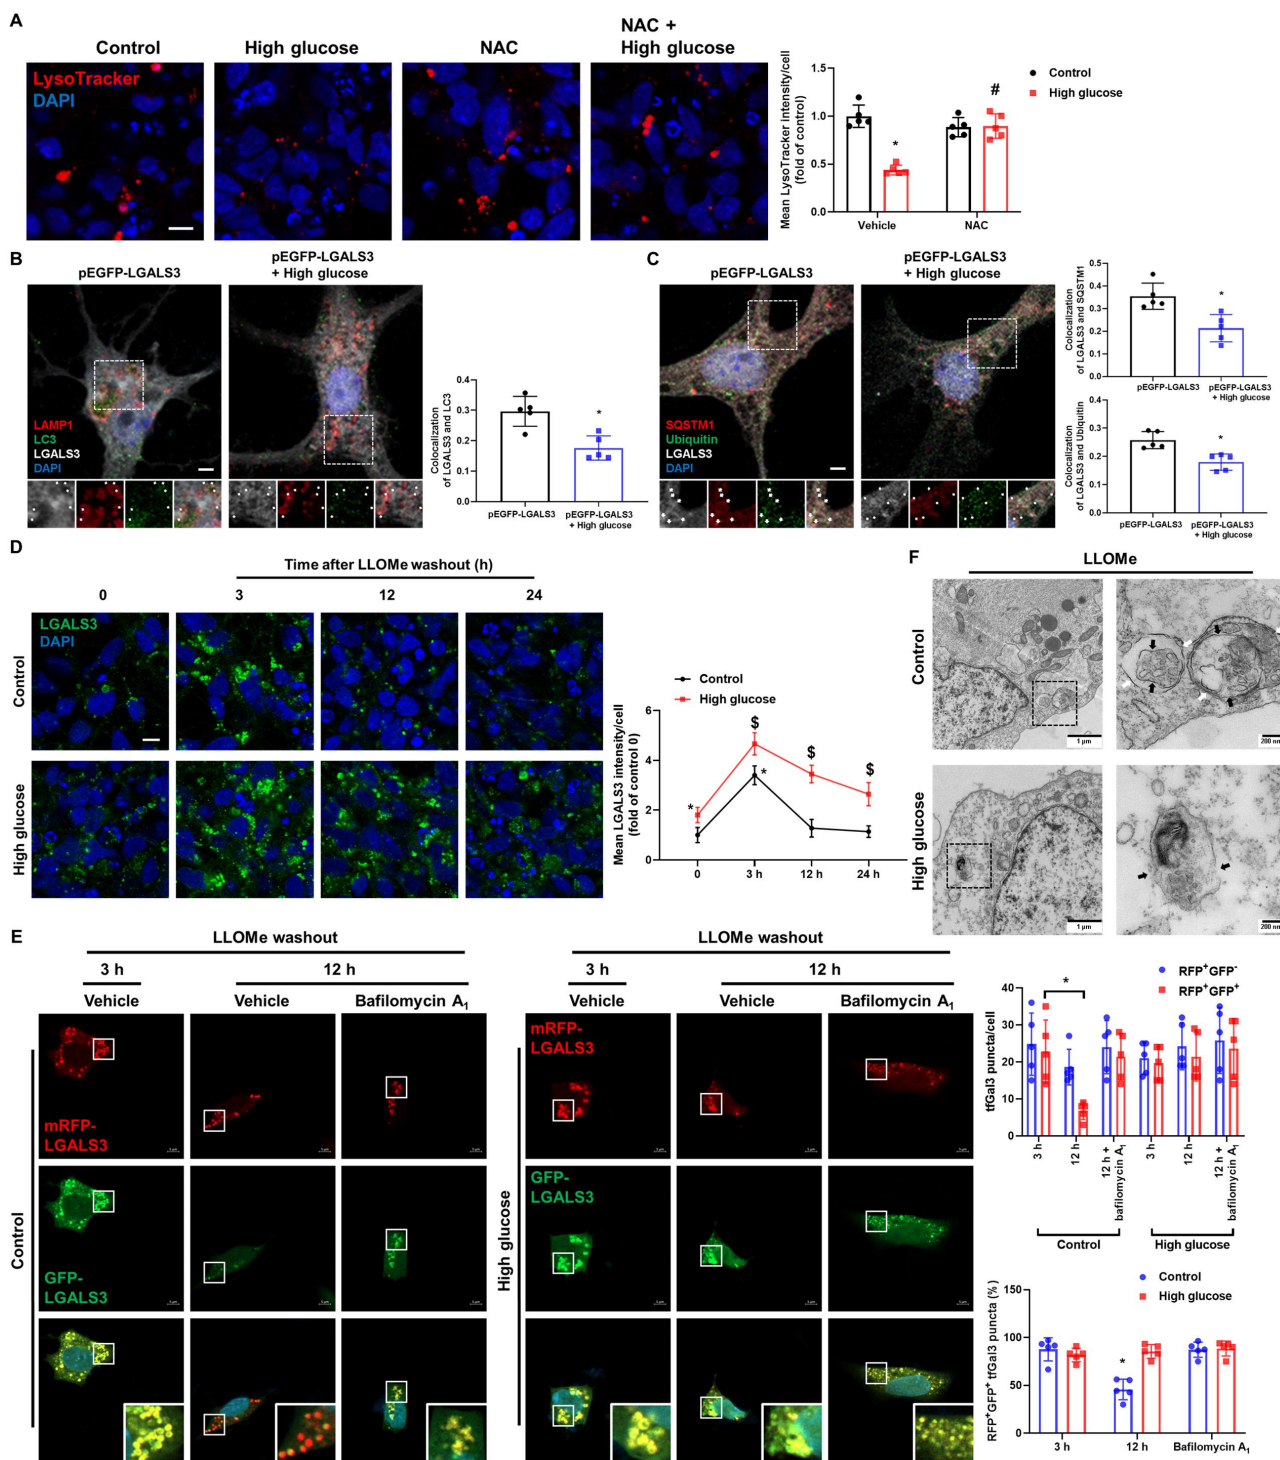 A
Control
High glucose
NAC
NAC +
High glucose
LysoTracker
DAPI
Mean LysoTracker intensity/cell
(fold of control)
1.5
1.0
0.5
0.0
*
#
Vehicle
NAC
Control
High glucose
B
pEGFP-LGALS3
pEGFP-LGALS3
+ High glucose
LAMP1
LC3
LGALS3
DAPI
Colocalization
of LGALS3 and LC3
0.4
0.3
0.2
0.1
0.0
*
pEGFP-LGALS3
pEGFP-LGALS3
+ High glucose
C
pEGFP-LGALS3
pEGFP-LGALS3
+ High glucose
SQSTM1
Ubiquitin
LGALS3
DAPI
Colocalization
of LGALS3 and SQSTM1
0.5
0.4
0.3
0.2
0.1
0.0
*
pEGFP-LGALS3
pEGFP-LGALS3
+ High glucose
Colocalization
of LGALS3 and Ubiquitin
0.4
0.3
0.2
0.1
0.0
*
pEGFP-LGALS3
pEGFP-LGALS3
+ High glucose
D
Time after LLOMe washout (h)
0
3
12
24
LGALS3
DAPI
Control
High glucose
Control
High glucose
Mean LGALS3 intensity/cell
(fold of control 0)
6
4
2
0
*
$
*
$
$
0
3 h
12 h
24 h
F
LLOMe
Control
High glucose
1 μm
200 nm
1 μm
200 nm
E
LLOMe washout
3 h
12 h
Vehicle
Vehicle
Bafilomycin A1
Control
mRFP-
LGALS3
GFP-
LGALS3
LLOMe washout
3 h
12 h
Vehicle
Vehicle
Bafilomycin A1
High glucose
mRFP-
LGALS3
GFP-
LGALS3
RFP+GFP-
RFP+GFP+
tfGal3 puncta/cell
40
30
20
10
0
*
3 h
12 h
12 h +
bafilomycin A1
3 h
12 h
12 h +
bafilomycin A1
Control
High glucose
Control
High glucose
RFP+GFP+ tfGal3 puncta (%)
150
100
50
0
*
3 h
12 h
Bafilomycin A1